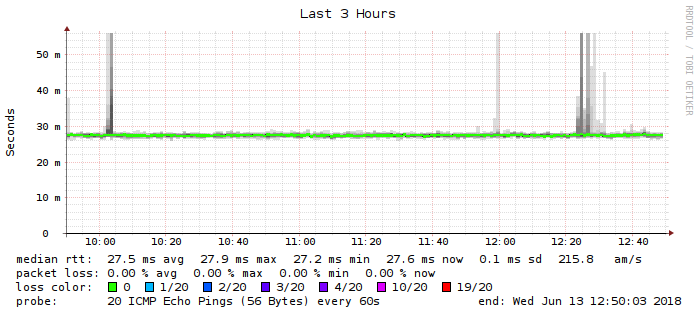 Last 3 Hours
RRDTOOL / TOBI OETIKER
Seconds
50 m
40 m
30 m
20 m
10 m
0
10:00 10:20 10:40 11:00 11:20 11:40 12:00 12:20 12:40
median rtt: 27.5 ms avg 27.9 ms max 27.2 ms min 27.6 ms now 0.1 ms sd 215.8 am/s
packet loss: 0.00 % avg 0.00 % max 0.00 % min 0.00 % now
loss color: 0 1/20 2/20 3/20 4/20 10/20 19/20
probe: 20 ICMP Echo Pings (56 Bytes) every 60s end: Wed Jun 13 12:50:03 2018